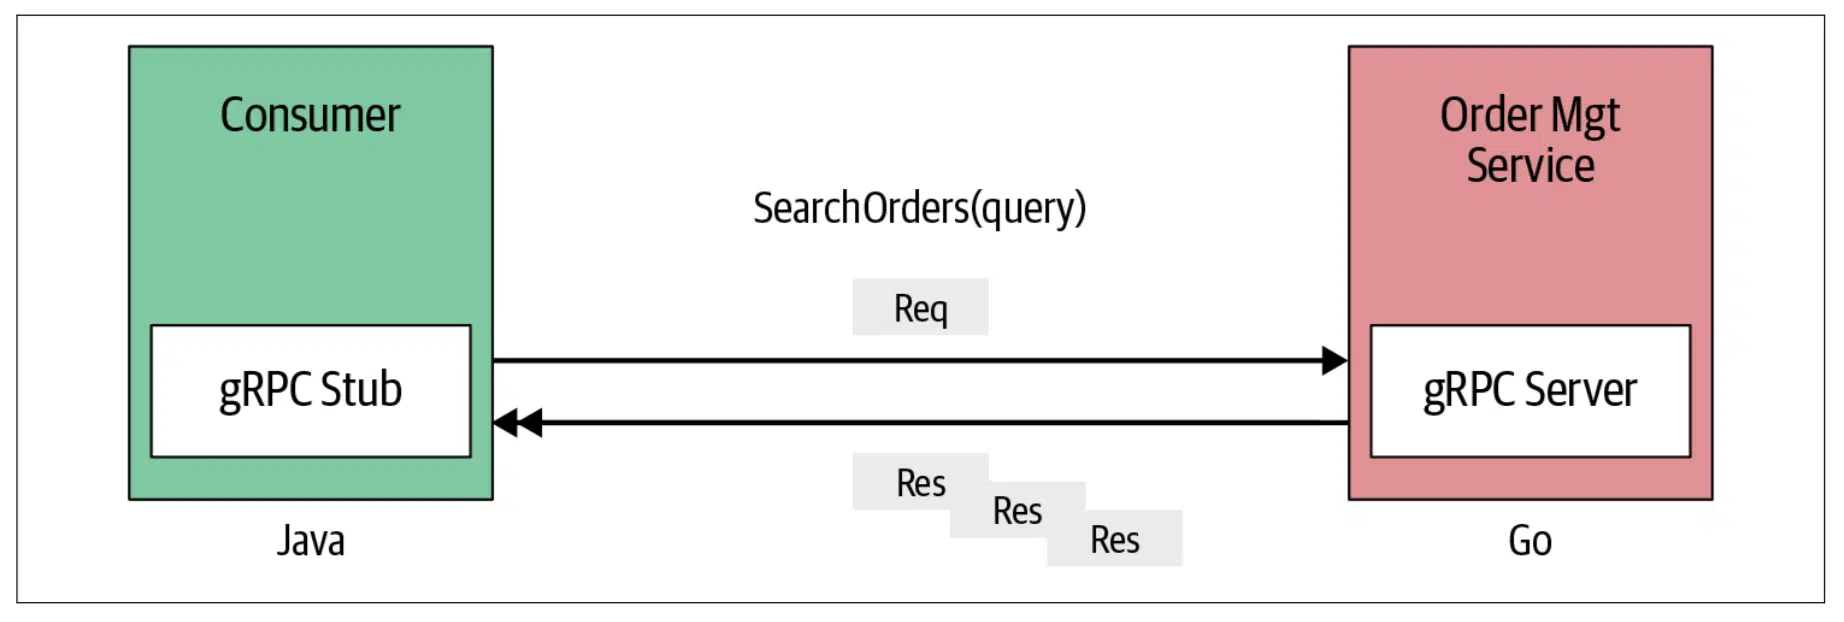 Consumer
Order Mgt
Service
SearchOrders(query)
Req
gRPC Stub
gRPC Server
Res
Res
Res
Java
Go